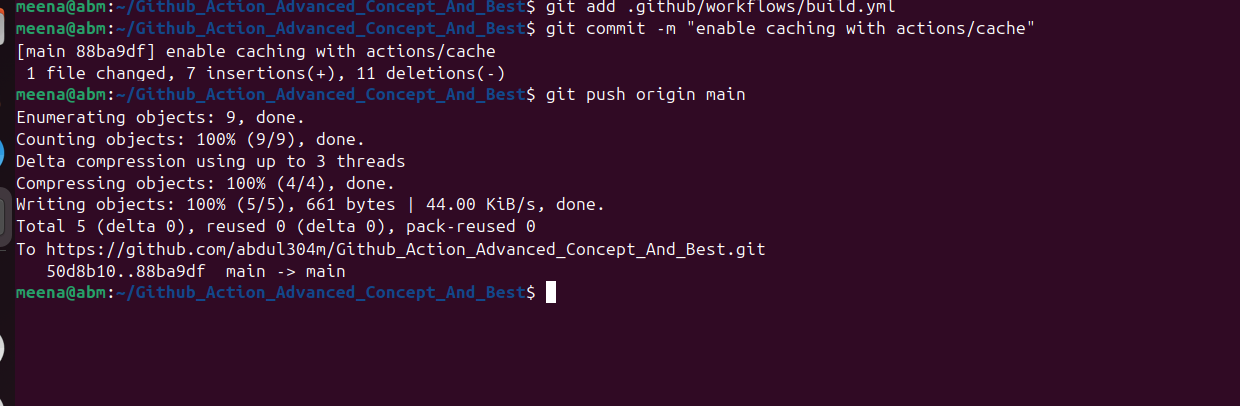 meena@abm:~/Github_Action_Advanced_Concept_And_Best$ git add .github/workflows/build.yml
meena@abm:~/Github_Action_Advanced_Concept_And_Best$ git commit -m "enable caching with actions/cache"
[main 88ba9df] enable caching with actions/cache
 1 file changed, 7 insertions(+), 11 deletions(-)
meena@abm:~/Github_Action_Advanced_Concept_And_Best$ git push origin main
Enumerating objects: 9, done.
Counting objects: 100% (9/9), done.
Delta compression using up to 3 threads
Compressing objects: 100% (4/4), done.
Writing objects: 100% (5/5), 661 bytes | 44.00 KiB/s, done.
Total 5 (delta 0), reused 0 (delta 0), pack-reused 0
To https://github.com/abdul304m/Github_Action_Advanced_Concept_And_Best.git
   50d8b10..88ba9df  main -> main
meena@abm:~/Github_Action_Advanced_Concept_And_Best$